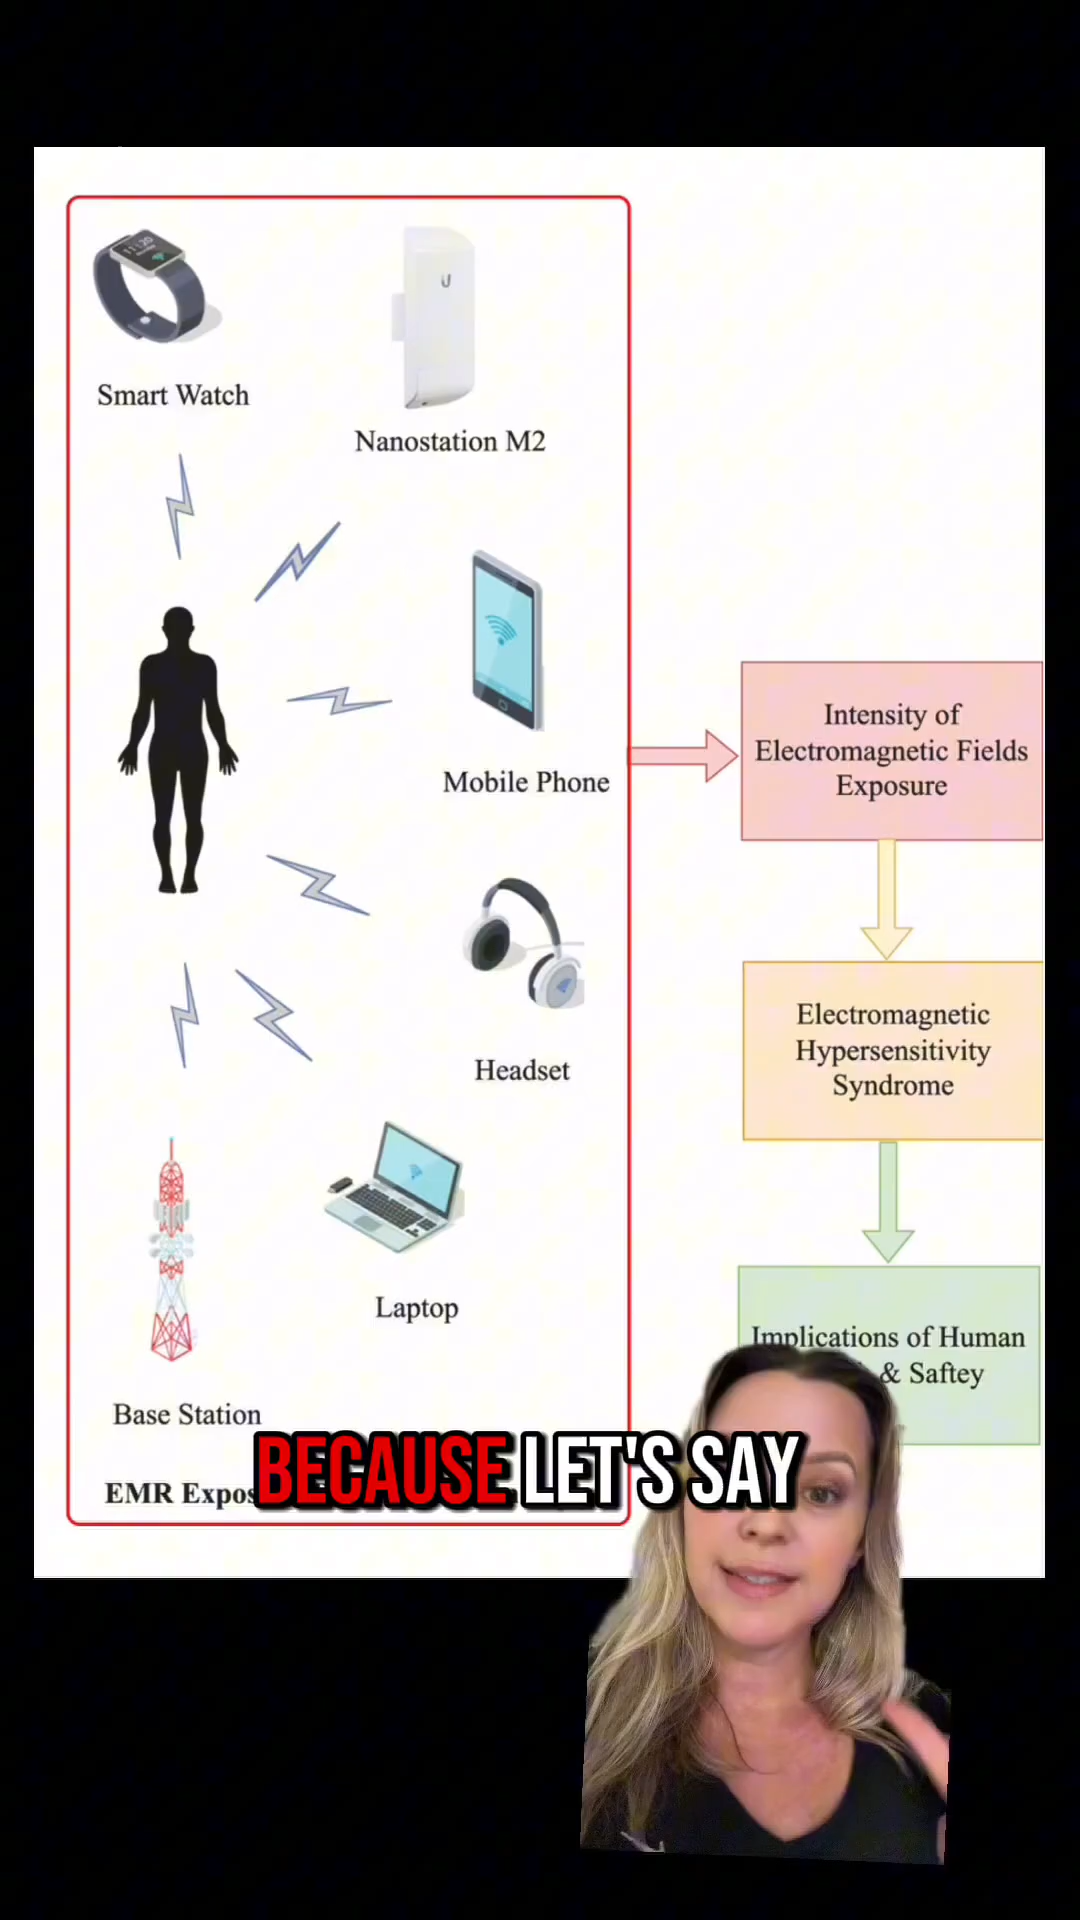 Smart Watch
U
Nanostation M2
Mobile Phone
Intensity of
Electromagnetic Fields
Exposure
Headset
Electromagnetic
Hypersensitivity
Syndrome
Laptop
Implications of Human
& Saftey
Base Station
EMR
BECAUSE LET'S SAY